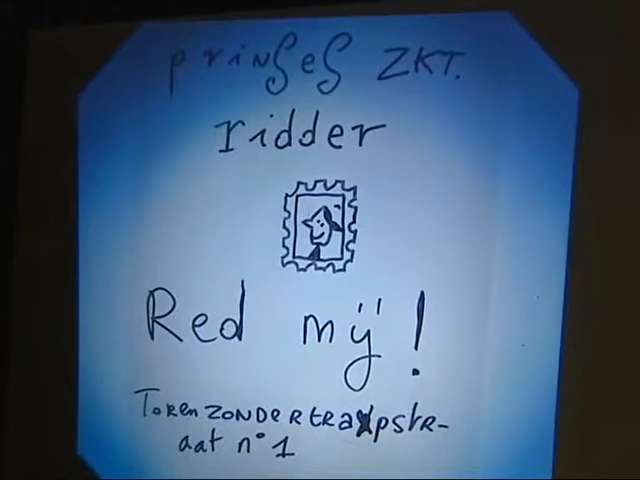 prinses ZKT.
ridder
Red mij!
Torenzondertrapstr-
aat n° 1